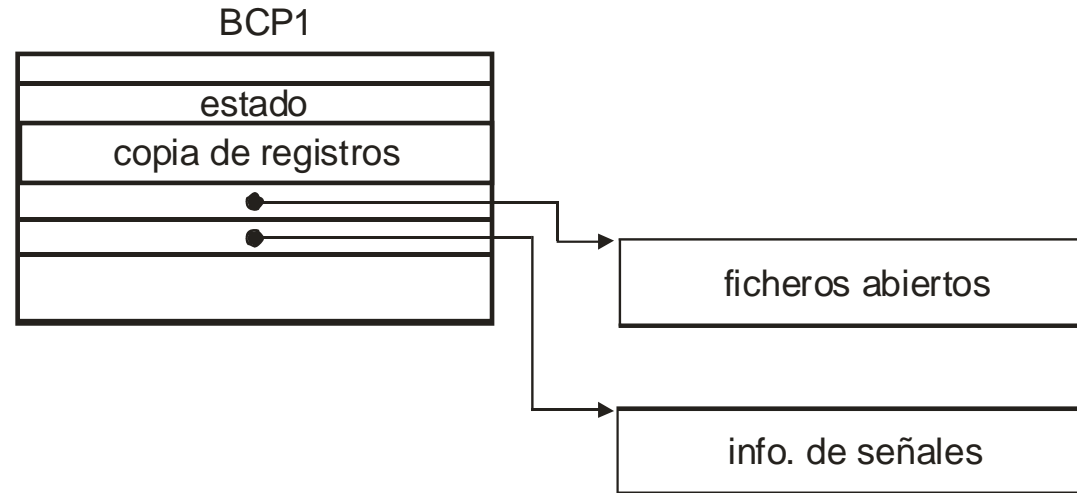 BCP1
estado
copia de registros
ficheros abiertos
info. de señales